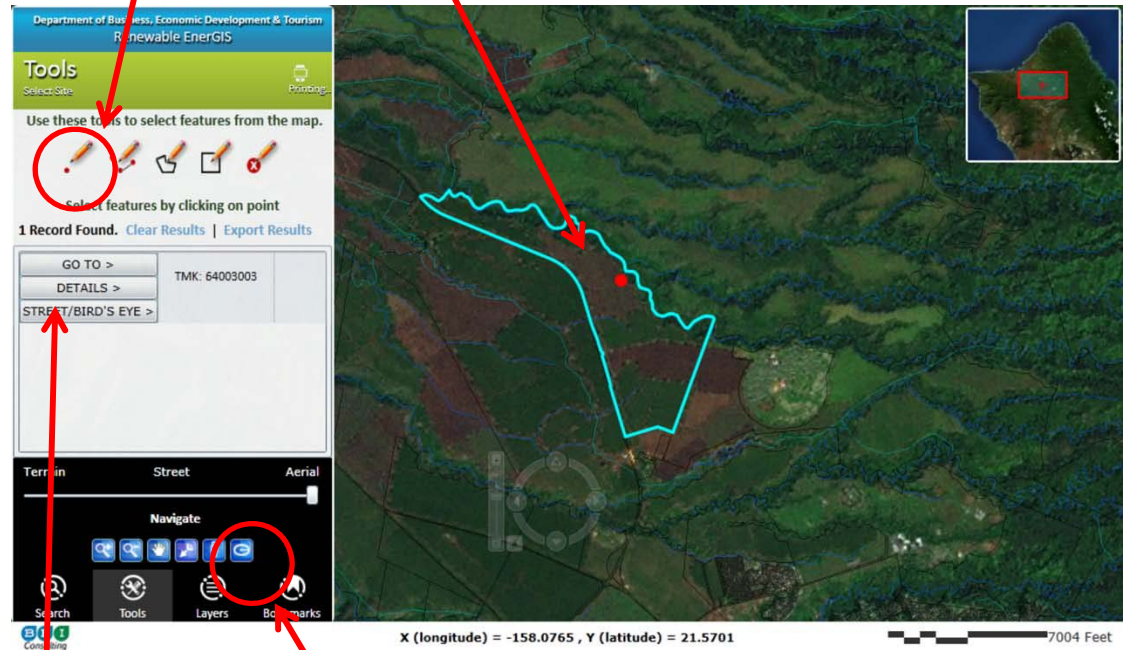 Department of Business, Economic Development & Tourism
Renewable EnerGIS
Tools
Select Site
Printing..
Use these tools to select features from the map.
Select features by clicking on point
1 Record Found. Clear Results | Export Results
GO TO >
DETAILS >
STREET/BIRD'S EYE >
TMK: 64003003
Terrain Street Aerial
Navigate
Search Tools Layers Bookmarks
BEI
Consulting
X (longitude) = -158.0765 , Y (latitude) = 21.5701
7004 Feet